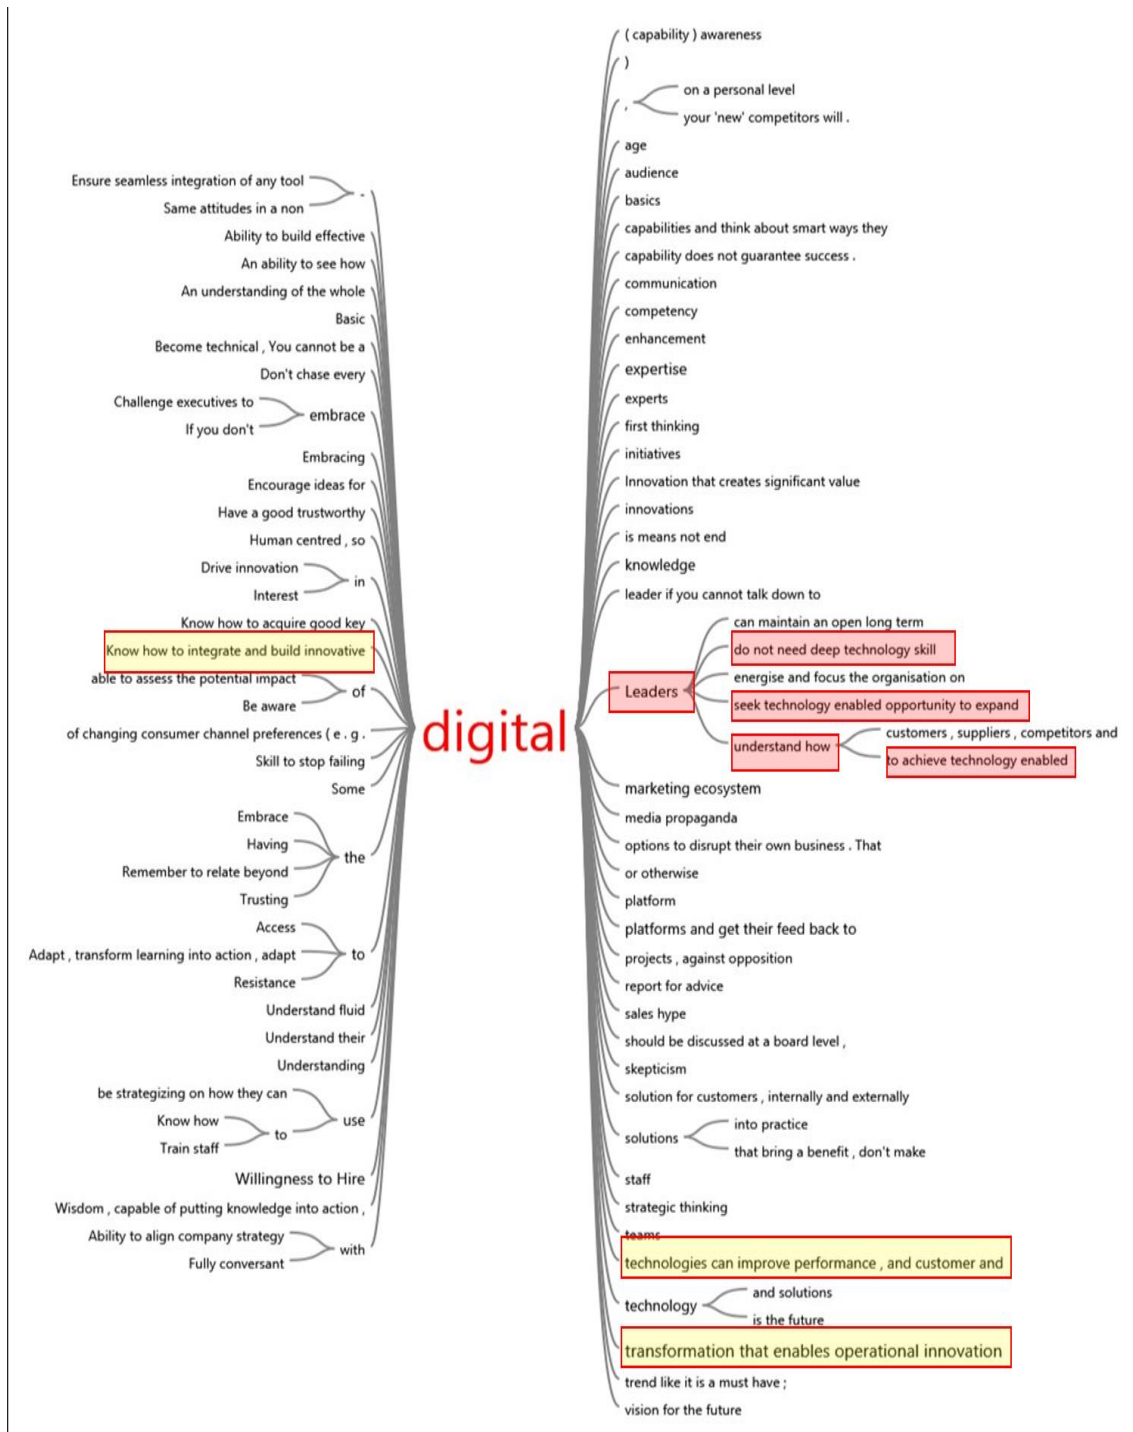 Ensure seamless integration of any tool
Same attitudes in a non
.
Ability to build effective
An ability to see how
An understanding of the whole
Basic
Become technical , You cannot be a
Don't chase every
Challenge executives to
If you don't
embrace
Embracing
Encourage ideas for
Have a good trustworthy
Human centred , so
Drive innovation
Interest
in
Know how to acquire good key
Know how to integrate and build innovative
able to assess the potential impact
Be aware
of
of changing consumer channel preferences ( e . g .
Skill to stop failing
Some
Embrace
Having
Remember to relate beyond
Trusting
the
Access
Adapt , transform learning into action , adapt
Resistance
to
Understand fluid
Understand their
Understanding
be strategizing on how they can
Know how
Train staff
to
use
Willingness to Hire
Wisdom , capable of putting knowledge into action ,
Ability to align company strategy
Fully conversant
with
digital
( capability ) awareness
)
,
on a personal level
your 'new' competitors will .
age
audience
basics
capabilities and think about smart ways they
capability does not guarantee success .
communication
competency
enhancement
expertise
experts
first thinking
initiatives
Innovation that creates significant value
innovations
is means not end
knowledge
leader if you cannot talk down to
Leaders
can maintain an open long term
do not need deep technology skill
energise and focus the organisation on
seek technology enabled opportunity to expand
understand how
customers , suppliers , competitors and
to achieve technology enabled
marketing ecosystem
media propaganda
options to disrupt their own business . That
or otherwise
platform
platforms and get their feed back to
projects , against opposition
report for advice
sales hype
should be discussed at a board level ,
skepticism
solution for customers , internally and externally
solutions
into practice
that bring a benefit , don't make
staff
strategic thinking
teams
technologies can improve performance , and customer and
technology
and solutions
is the future
transformation that enables operational innovation
trend like it is a must have ;
vision for the future